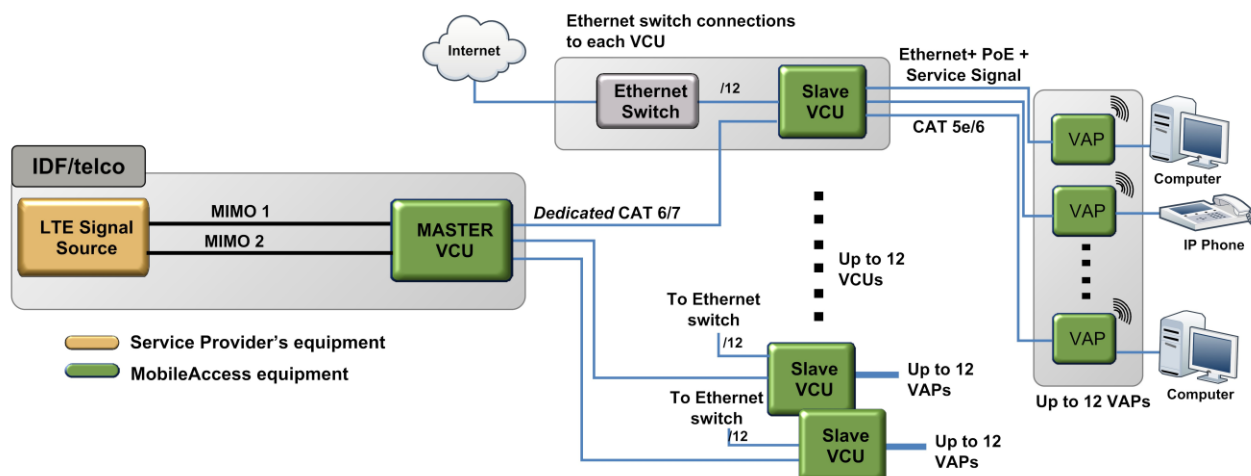 Ethernet switch connections
to each VCU
Internet
Ethernet
Switch
/12
Slave
VCU
Ethernet+ PoE +
Service Signal
CAT 5e/6
VAP
Computer
VAP
IP Phone
VAP
Computer
Up to 12 VAPs
IDF/telco
LTE Signal
Source
MIMO 1
MIMO 2
MASTER
VCU
Dedicated CAT 6/7
Up to 12
VCUs
To Ethernet
switch
/12
Slave
VCU
Up to 12
VAPs
To Ethernet
switch
/12
Slave
VCU
Up to 12
VAPs
Service Provider's equipment
MobileAccess equipment